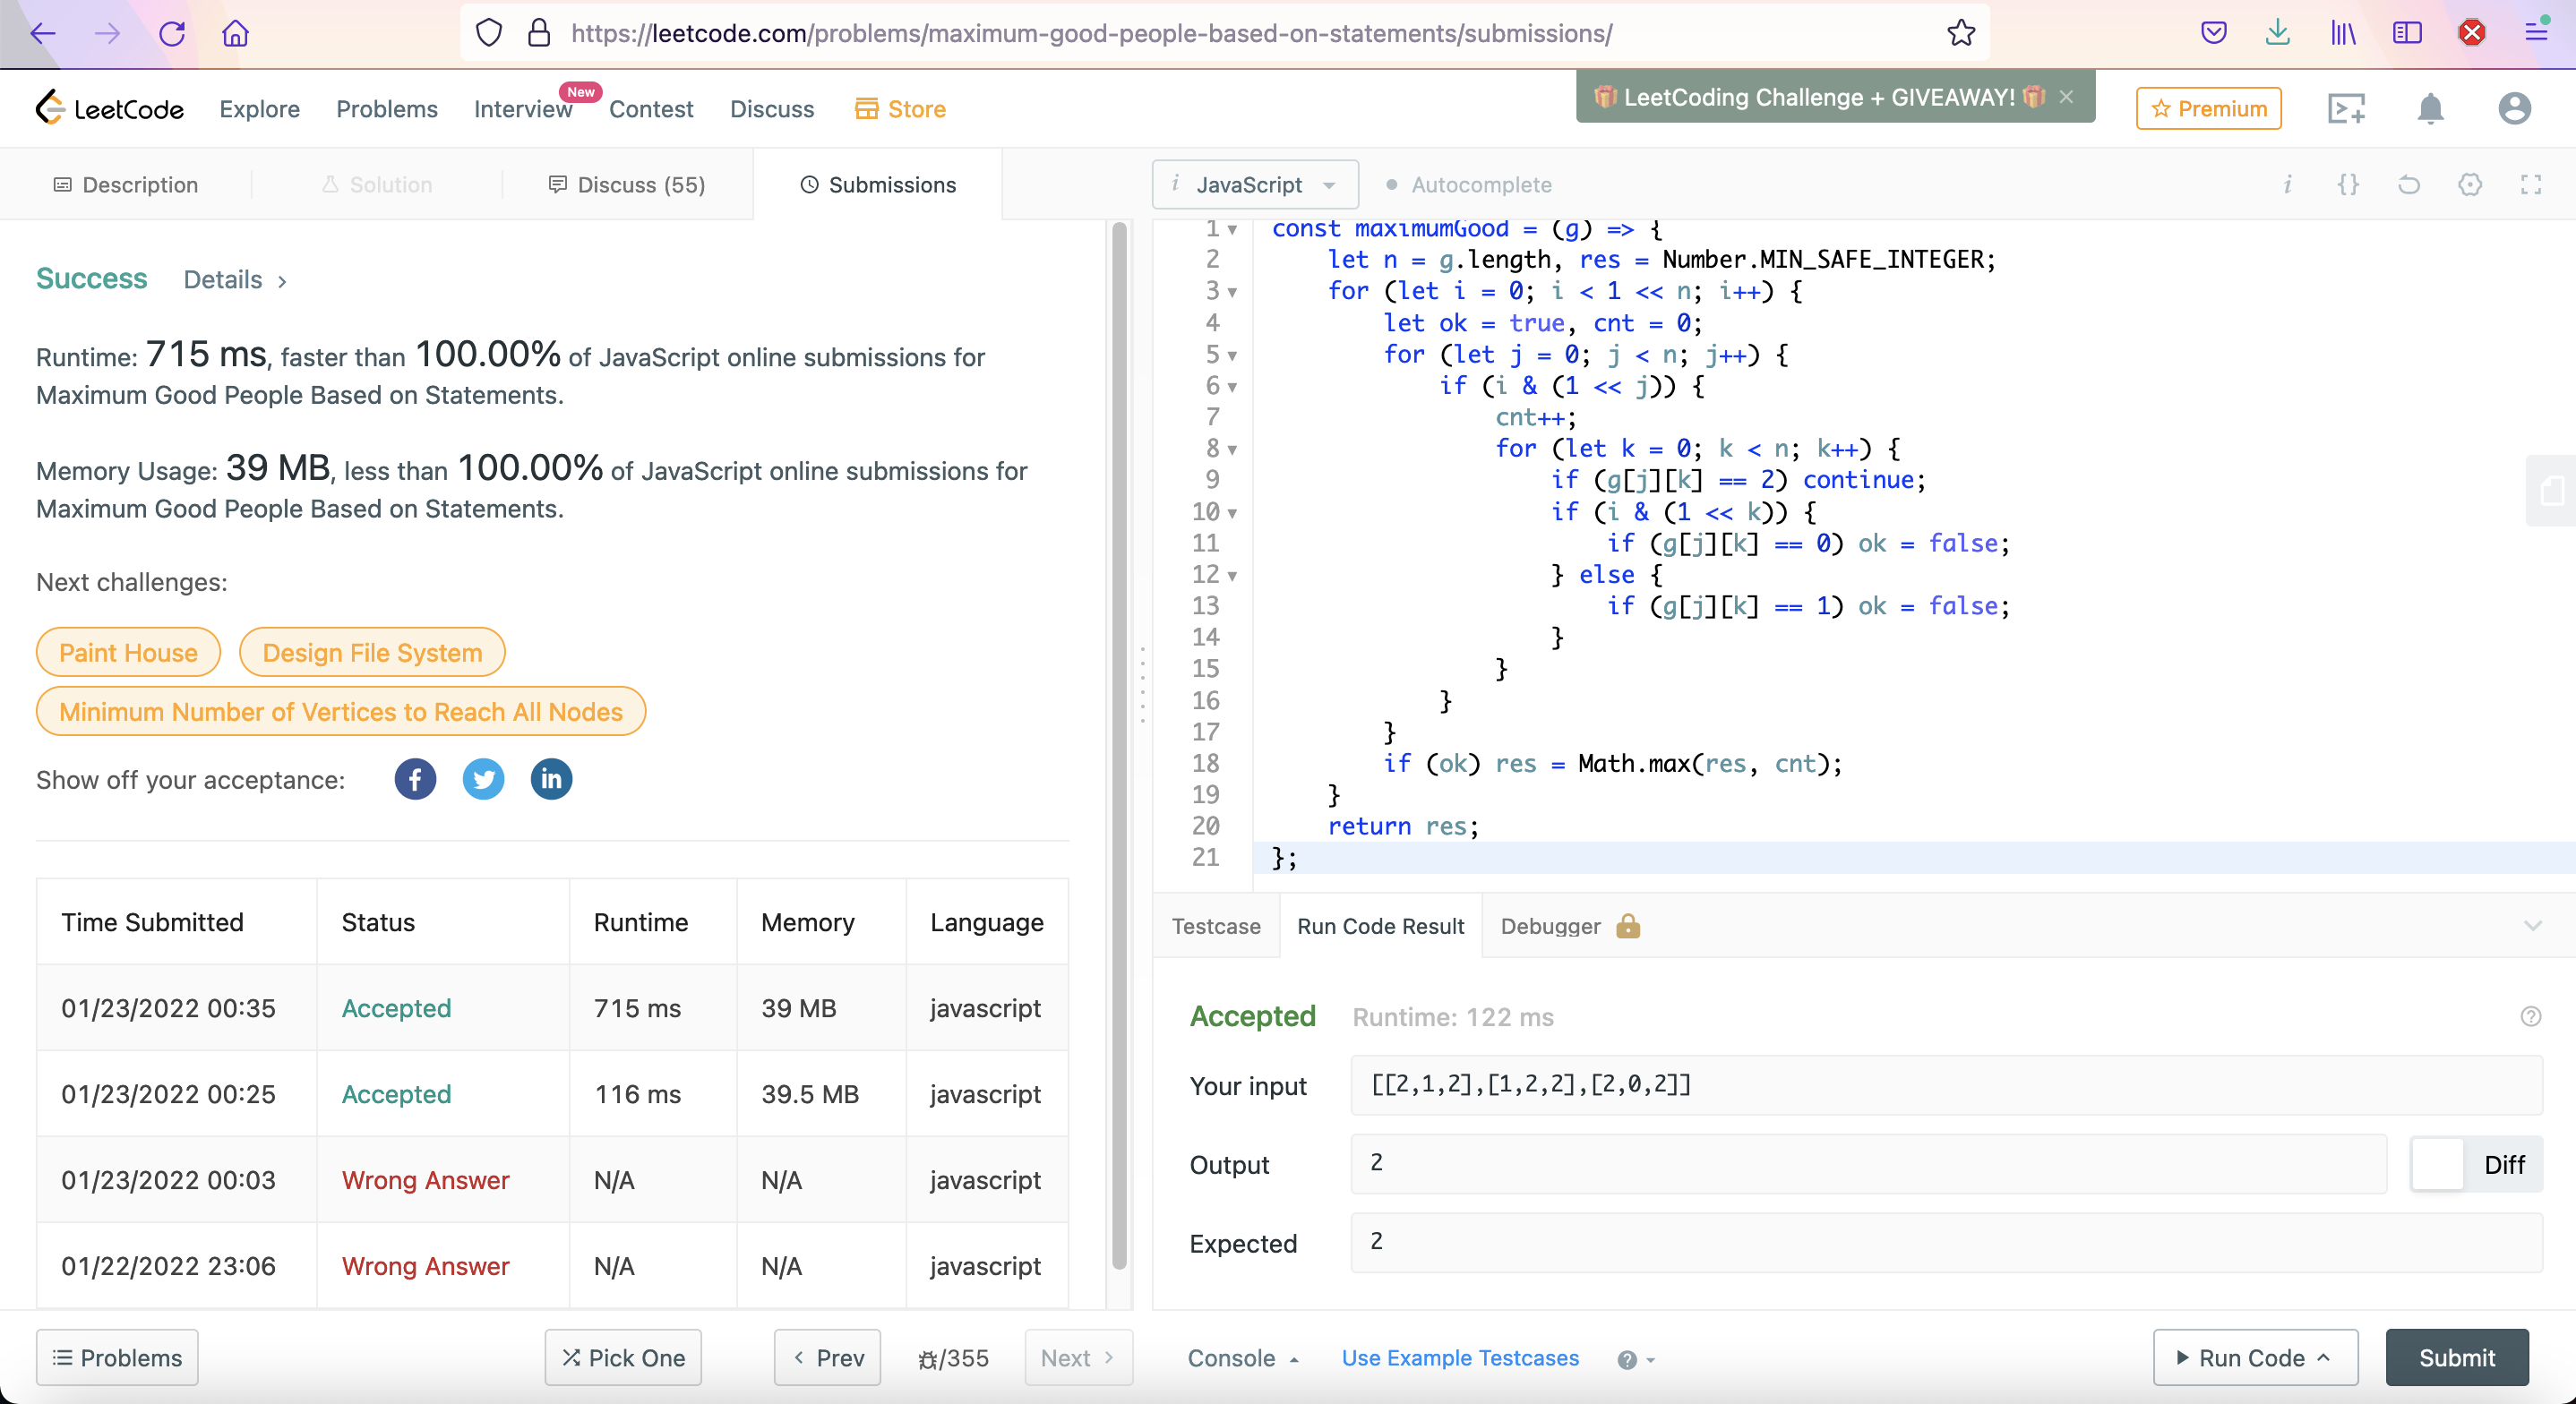 https://leetcode.com/problems/maximum-good-people-based-on-statements/submissions/
LeetCode Explore Problems Interview New Contest Discuss Store
🎁 LeetCoding Challenge + GIVEAWAY! 🎁 ×
Premium
Description Solution Discuss (55) Submissions
Success Details >
Runtime: 715 ms, faster than 100.00% of JavaScript online submissions for
Maximum Good People Based on Statements.
Memory Usage: 39 MB, less than 100.00% of JavaScript online submissions for
Maximum Good People Based on Statements.
Next challenges:
Paint House Design File System
Minimum Number of Vertices to Reach All Nodes
Show off your acceptance:
Time Submitted Status Runtime Memory Language
01/23/2022 00:35 Accepted 715 ms 39 MB javascript
01/23/2022 00:25 Accepted 116 ms 39.5 MB javascript
01/23/2022 00:03 Wrong Answer N/A N/A javascript
01/22/2022 23:06 Wrong Answer N/A N/A javascript
Problems Pick One < Prev /355 Next >
i JavaScript Autocomplete i {}
1 const maximumGood = (g) => {
2 let n = g.length, res = Number.MIN_SAFE_INTEGER;
3 for (let i = 0; i < 1 << n; i++) {
4 let ok = true, cnt = 0;
5 for (let j = 0; j < n; j++) {
6 if (i & (1 << j)) {
7 cnt++;
8 for (let k = 0; k < n; k++) {
9 if (g[j][k] == 2) continue;
10 if (i & (1 << k)) {
11 if (g[j][k] == 0) ok = false;
12 } else {
13 if (g[j][k] == 1) ok = false;
14 }
15 }
16 }
17 }
18 if (ok) res = Math.max(res, cnt);
19 }
20 return res;
21 };
Testcase Run Code Result Debugger
Accepted Runtime: 122 ms
Your input [[2,1,2],[1,2,2],[2,0,2]]
Output 2 Diff
Expected 2
Console Use Example Testcases Run Code Submit